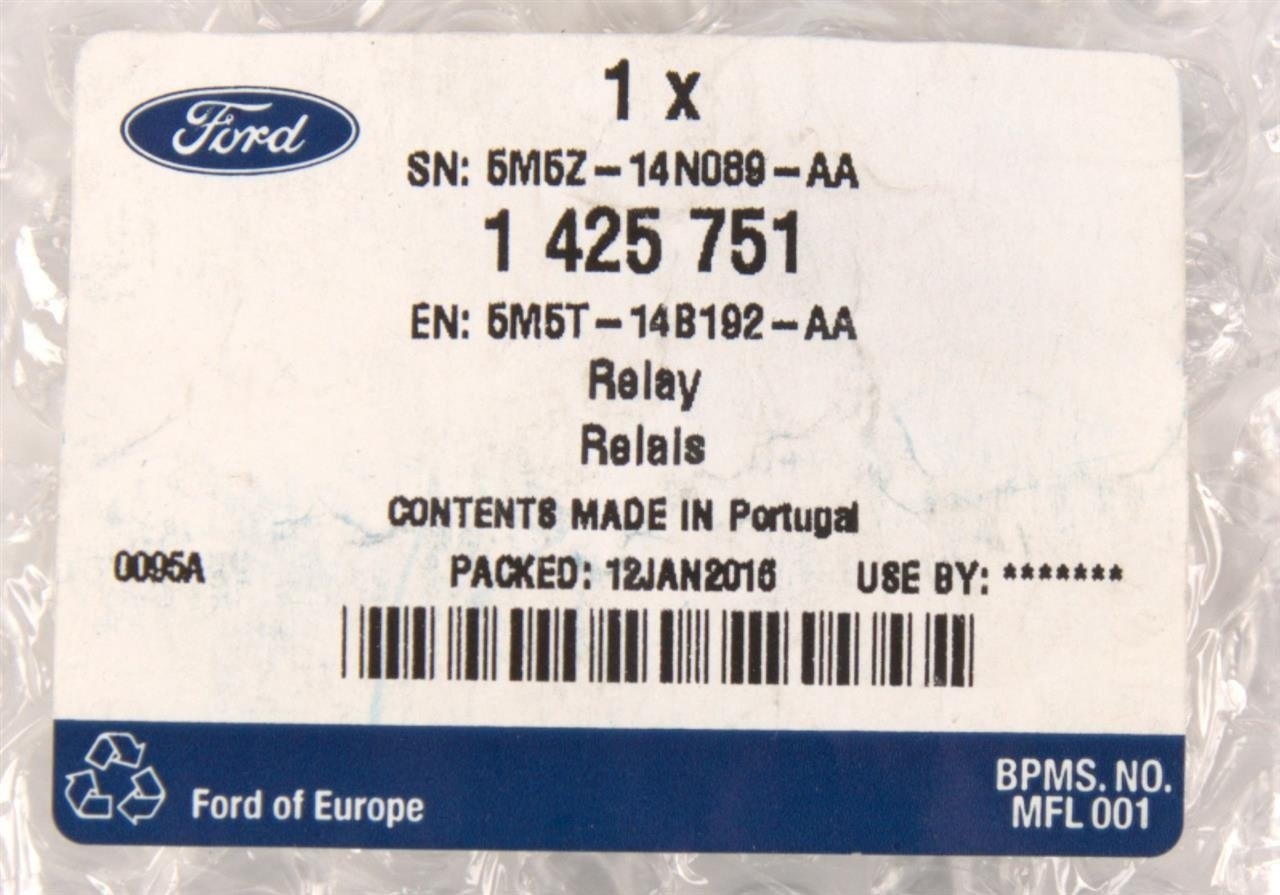 Ford
1 x
SN: 5M5Z-14N089-AA
1 425 751
EN: 5M5T-14B192-AA
Relay
Relais
CONTENTS MADE IN Portugal
0095A PACKED: 12JAN2016 USE BY: *******
Ford of Europe
BPMS. NO.
MFL 001